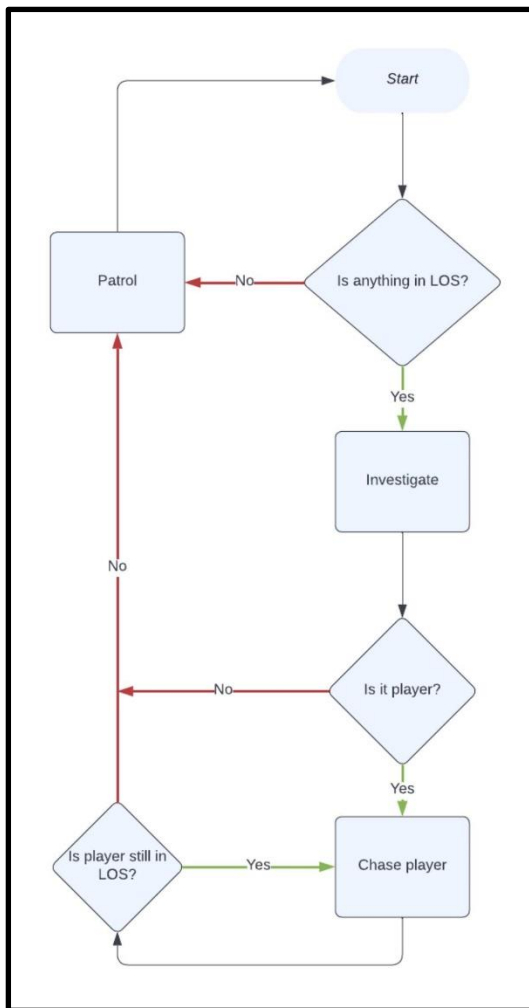 Start
Is anything in LOS?
No
Patrol
Yes
Investigate
No
Is it player?
No
Yes
Is player still in
LOS?
Yes
Chase player